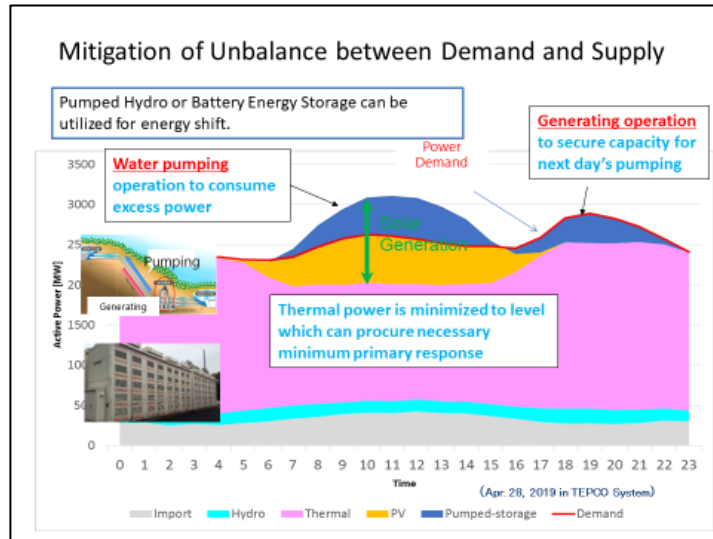 Mitigation of Unbalance between Demand and Supply
Pumped Hydro or Battery Energy Storage can be
utilized for energy shift.
Generating operation
to secure capacity for
next day's pumping
Power
Demand
Water pumping
operation to consume
excess power
Solar
Generation
Pumping
Generating
Thermal power is minimized to level
which can procure necessary
minimum primary response
Active Power [MW]
3500
3000
1500
0
0 1 2 3 4 5 6 7 8 9 10 11 12 13 14 15 16 17 18 19 20 21 22 23
Time
(Apr. 28, 2019 in TEPCO System)
Import Hydro Thermal PV Pumped-storage Demand